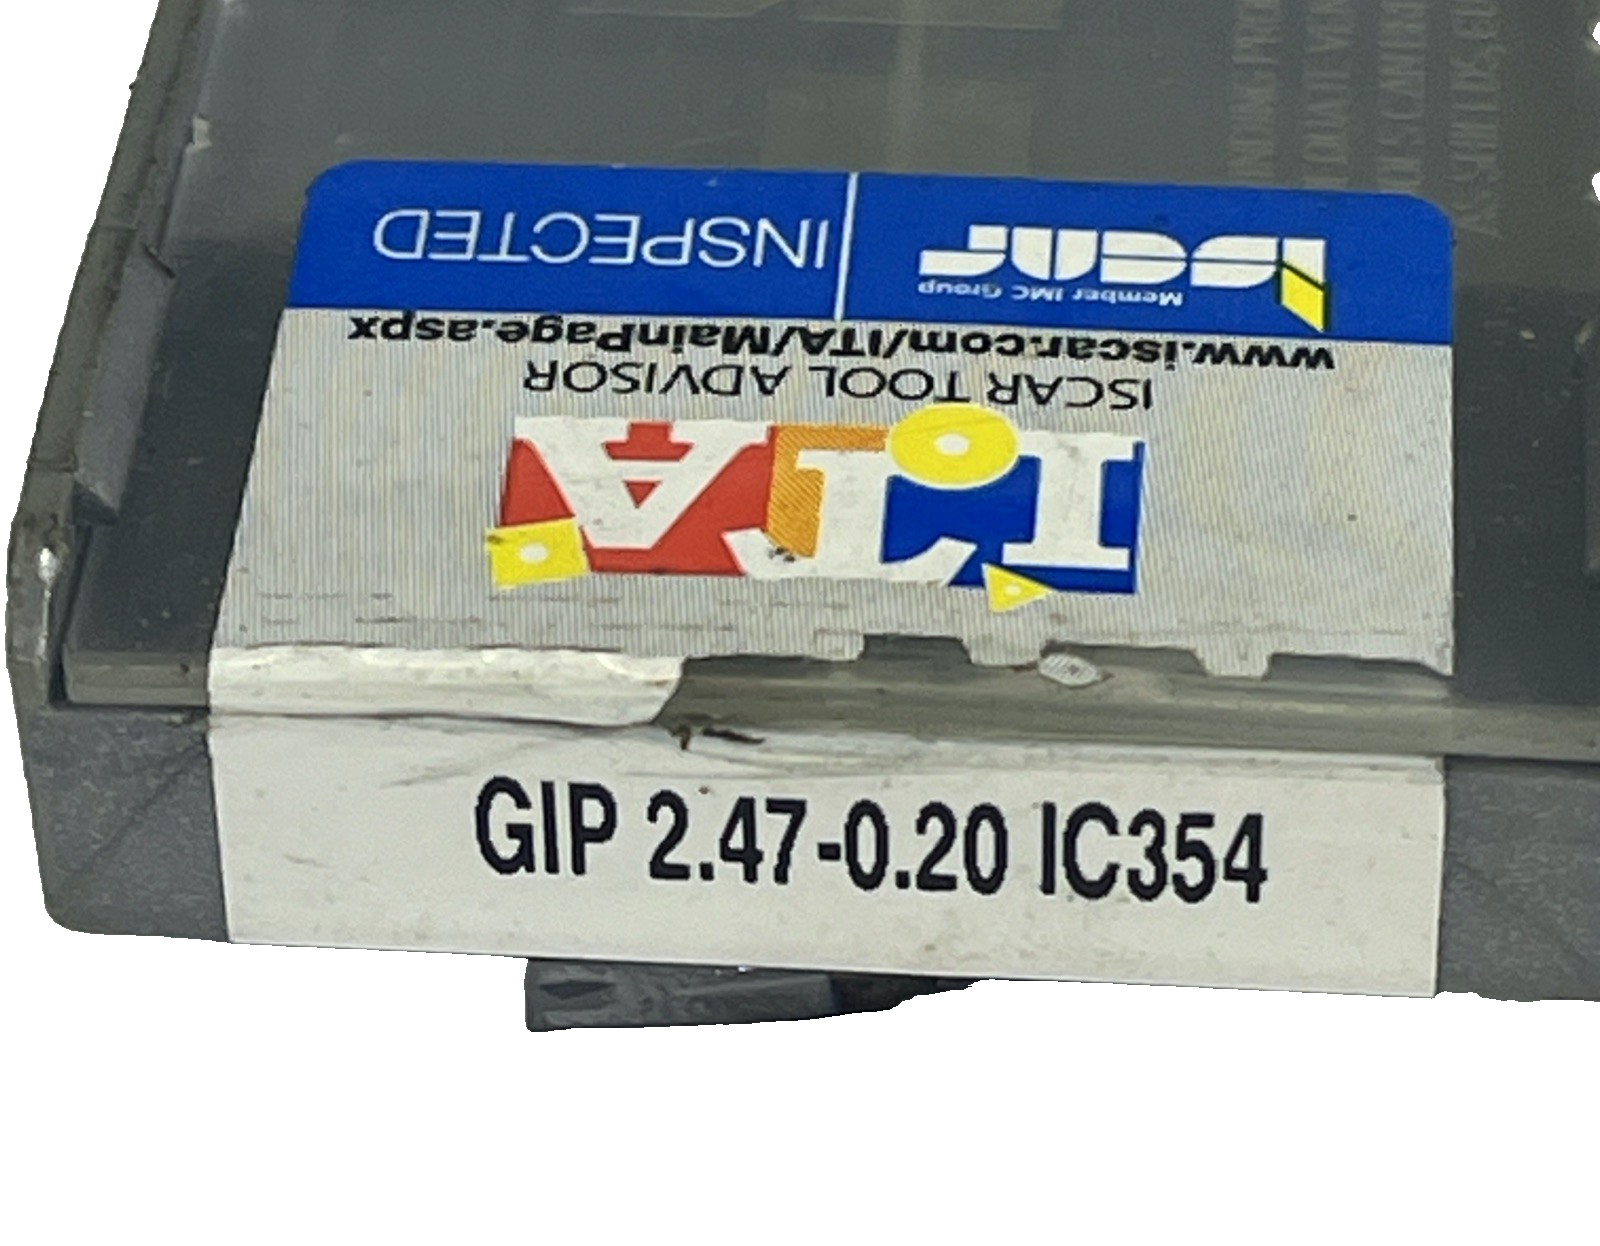 GIP 2.47-0.20 IC354
ITA
ISCAR TOOL ADVISOR
www.iscar.com/ITA/MainPage.aspx
Member IMC Group
iscar
INSPECTED